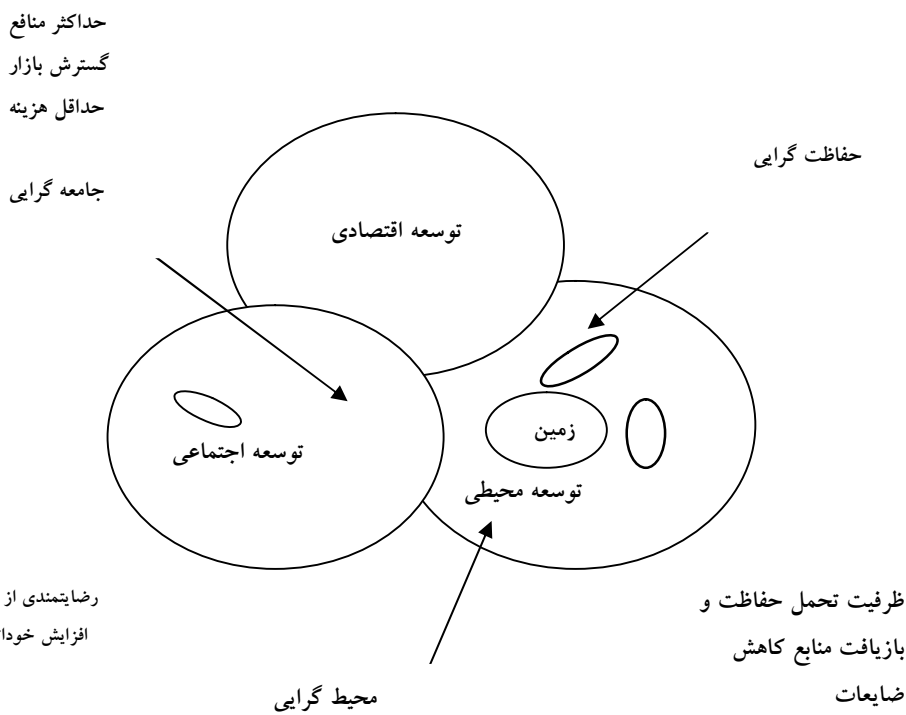 حداکثر منافع
گسترش بازار
حداقل هزینه
حفاظت گرایی
جامعه گرایی
توسعه اقتصادی
زمین
توسعه اجتماعی
توسعه محیطی
رضایتمندی از
افزایش
ظرفیت تحمل حفاظت و
بازیافت منابع کاهش
ضایعات
محیط گرایی